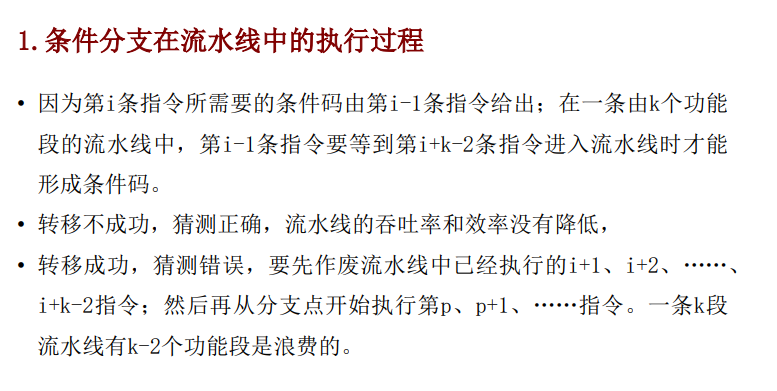 1.条件分支在流水线中的执行过程
• 因为第i条指令所需要的条件码由第i-1条指令给出；在一条由k个功能
段的流水线中，第i-1条指令要等到第i+k-2条指令进入流水线时才能
形成条件码。
• 转移不成功，猜测正确，流水线的吞吐率和效率没有降低，
• 转移成功，猜测错误，要先作废流水线中已经执行的i+1、i+2、……、
i+k-2指令；然后再从分支点开始执行第p、p+1、……指令。一条k段
流水线有k-2个功能段是浪费的。